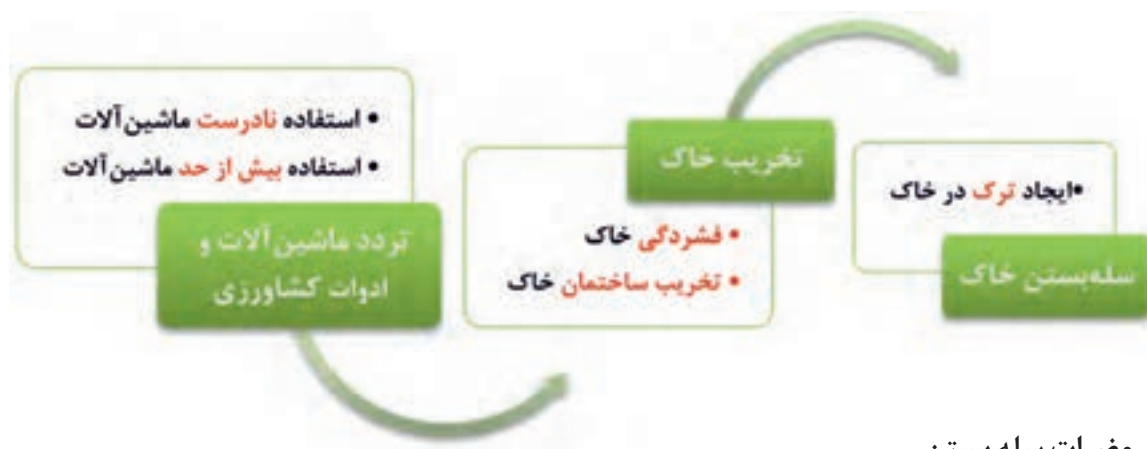 • استفاده نادرست ماشین‌آلات
• استفاده بیش از حد ماشین‌آلات
تردد ماشین‌آلات و
ادوات کشاورزی
تخریب خاک
• فشردگی خاک
• تخریب ساختمان خاک
•ایجاد ترک در خاک
سله‌بستن خاک